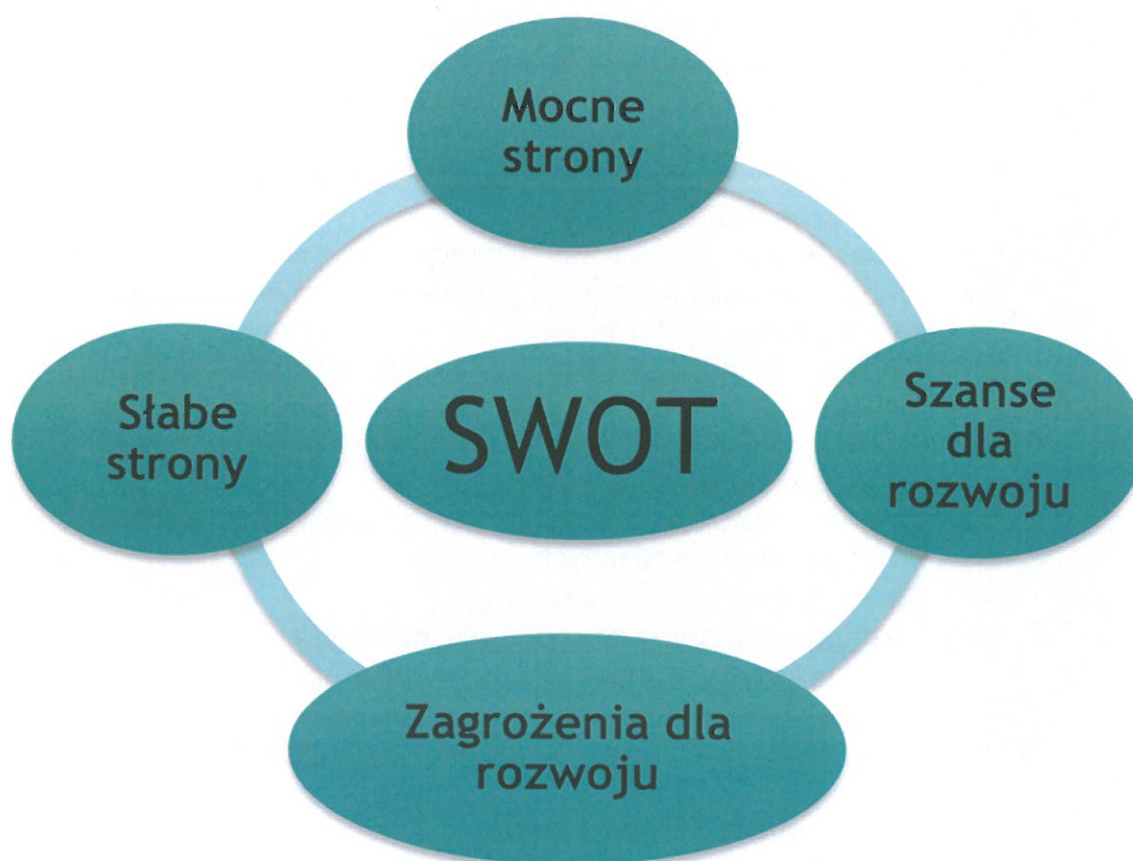 Mocne
strony
Słabe
strony
SWOT
Szanse
dla
rozwoju
Zagrożenia dla
rozwoju